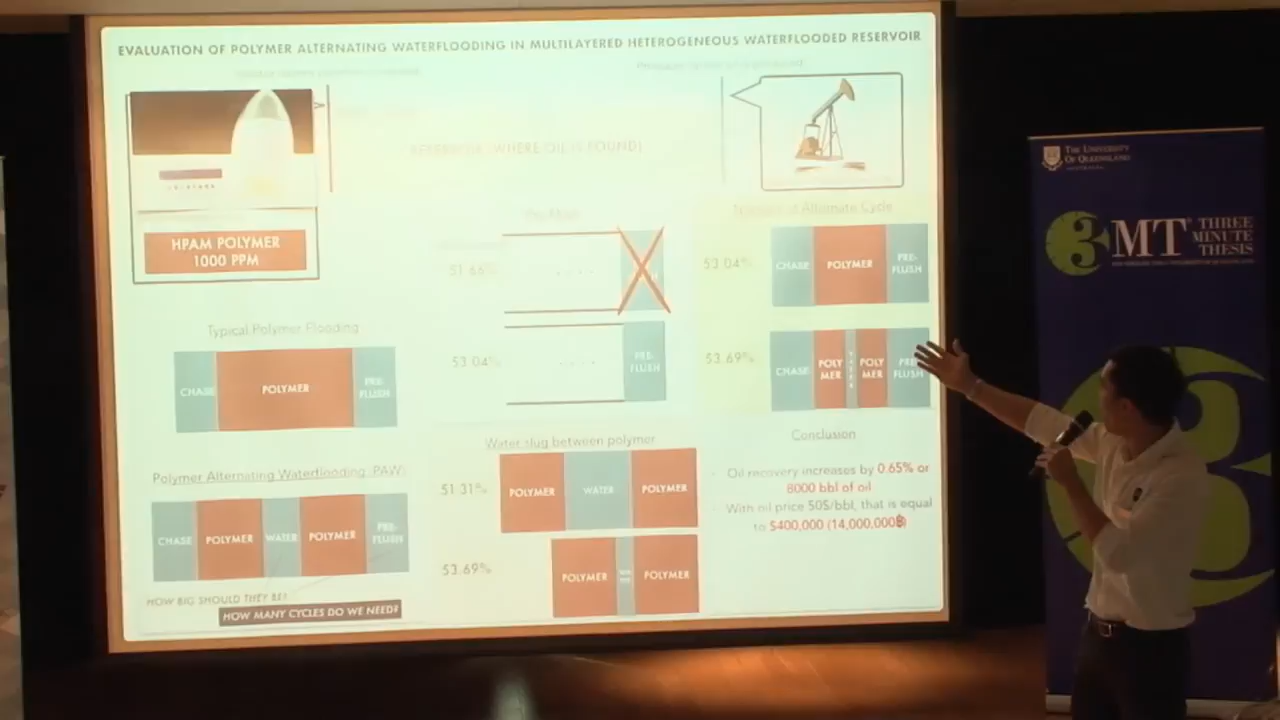 EVALUATION OF POLYMER ALTERNATING WATERFLOODING IN MULTILAYERED HETEROGENEOUS WATERFLOODED RESERVOIR
RESERVOIR (WHERE OIL IS FOUND)
HPAM POLYMER
1000 PPM
Typical Polymer Flooding
CHASE
POLYMER
PRE-
FLUSH
Polymer Alternating Waterflooding (PAW)
CHASE
POLYMER
WATER
POLYMER
PRE-
FLUSH
HOW BIG SHOULD THEY BE?
HOW MANY CYCLES DO WE NEED?
51.66%
53.04%
PRE-
FLUSH
Water slug between polymer
51.31%
POLYMER
WATER
POLYMER
53.69%
POLYMER
POLYMER
Alternate Cycle
53.04%
CHASE
POLYMER
PRE-
FLUSH
53.69%
CHASE
POLY
MER
POLY
MER
PRE-
FLUSH
Conclusion
- Oil recovery increases by 0.65% or
8000 bbl of oil
- With oil price 50$/bbl, that is equal
to $400,000 (14,000,000฿)
THE UNIVERSITY
OF QUEENSLAND
3MT
THREE
MINUTE
THESIS